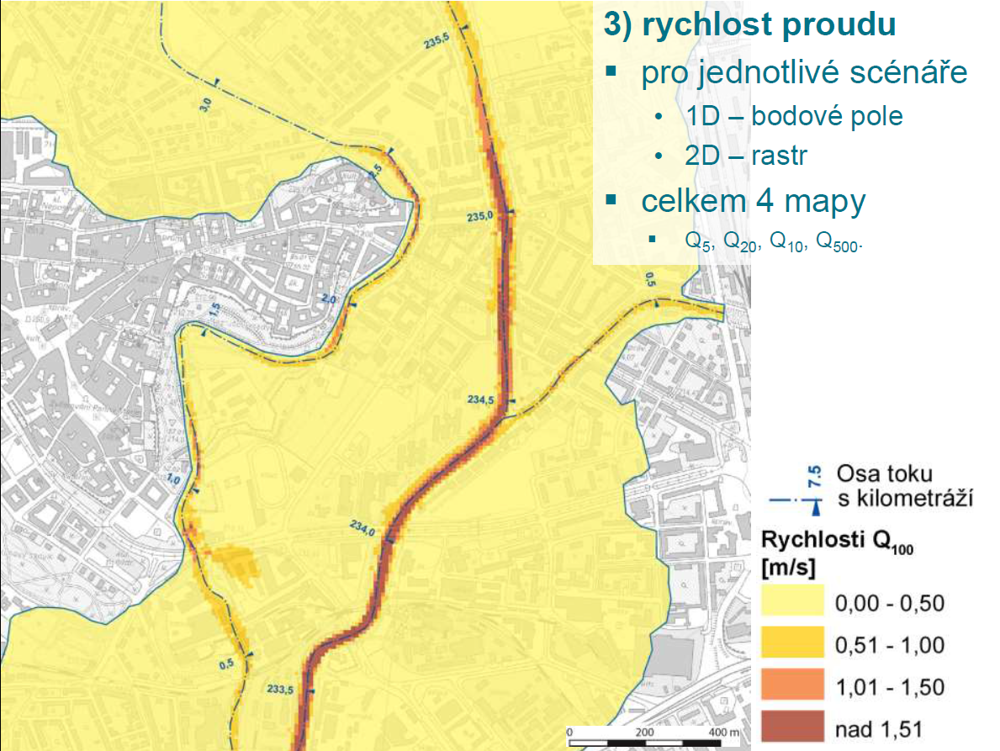 3) rychlost proudu
▪ pro jednotlivé scénáře
• 1D – bodové pole
• 2D – rastr
▪ celkem 4 mapy
▪ Q5, Q20, Q10, Q500.
235,5
3,0
2,5
235,0
0,5
2,0
1,5
234,5
1,0
234,0
0,5
233,5
7.5 Osa toku
s kilometráží
Rychlosti Q100
[m/s]
0,00 - 0,50
0,51 - 1,00
1,01 - 1,50
nad 1,51
0 200 400 m